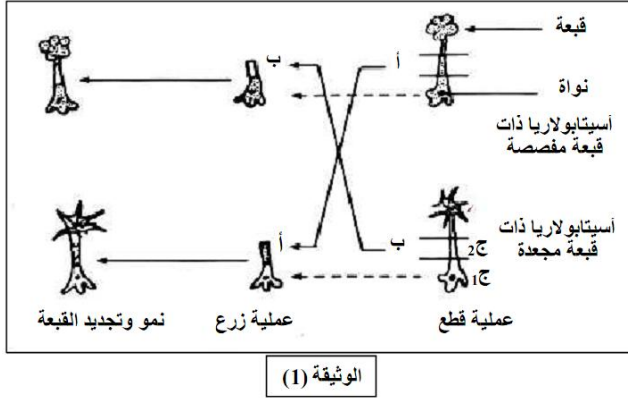 قبعة
أ
ب
نواة
أسيتابولاريا ذات
قبعة مفصصة
أسيتابولاريا ذات
قبعة مجعدة
ج2
ج1
ب
أ
عملية قطع
عملية زرع
نمو وتجديد القبعة
الوثيقة (1)